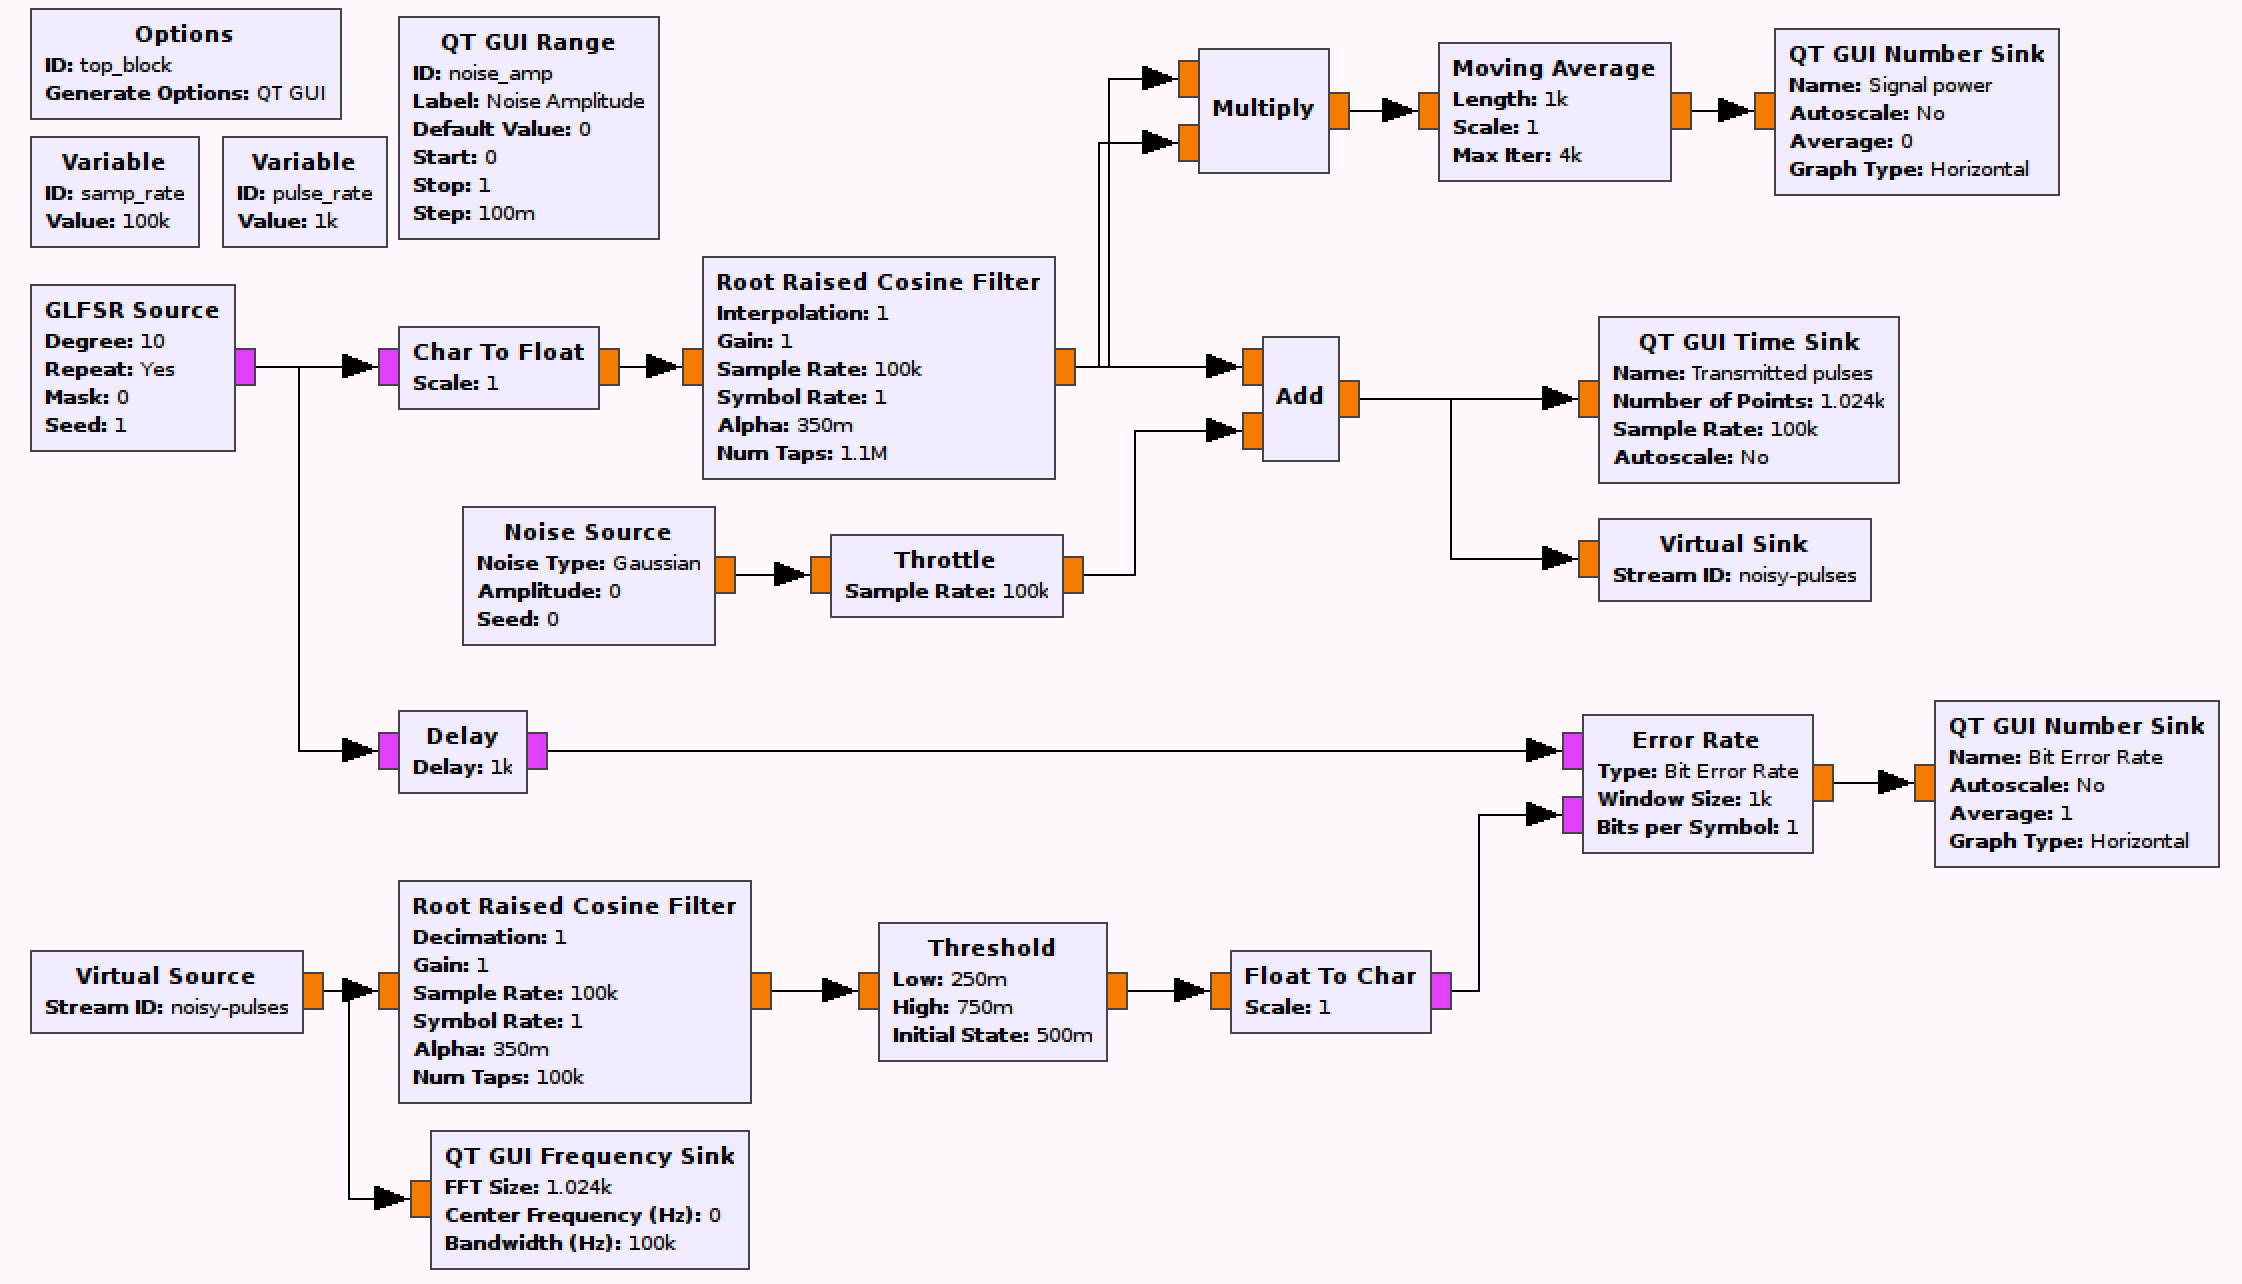 Options
ID: top_block
Generate Options: QT GUI
QT GUI Range
ID: noise_amp
Label: Noise Amplitude
Default Value: 0
Start: 0
Stop: 1
Step: 100m
Variable
ID: samp_rate
Value: 100k
Variable
ID: pulse_rate
Value: 1k
Multiply
Moving Average
Length: 1k
Scale: 1
Max Iter: 4k
QT GUI Number Sink
Name: Signal power
Autoscale: No
Average: 0
Graph Type: Horizontal
GLFSR Source
Degree: 10
Repeat: Yes
Mask: 0
Seed: 1
Char To Float
Scale: 1
Root Raised Cosine Filter
Interpolation: 1
Gain: 1
Sample Rate: 100k
Symbol Rate: 1
Alpha: 350m
Num Taps: 1.1M
Add
QT GUI Time Sink
Name: Transmitted pulses
Number of Points: 1.024k
Sample Rate: 100k
Autoscale: No
Noise Source
Noise Type: Gaussian
Amplitude: 0
Seed: 0
Throttle
Sample Rate: 100k
Virtual Sink
Stream ID: noisy-pulses
Delay
Delay: 1k
Error Rate
Type: Bit Error Rate
Window Size: 1k
Bits per Symbol: 1
QT GUI Number Sink
Name: Bit Error Rate
Autoscale: No
Average: 1
Graph Type: Horizontal
Virtual Source
Stream ID: noisy-pulses
Root Raised Cosine Filter
Decimation: 1
Gain: 1
Sample Rate: 100k
Symbol Rate: 1
Alpha: 350m
Num Taps: 100k
Threshold
Low: 250m
High: 750m
Initial State: 500m
Float To Char
Scale: 1
QT GUI Frequency Sink
FFT Size: 1.024k
Center Frequency (Hz): 0
Bandwidth (Hz): 100k